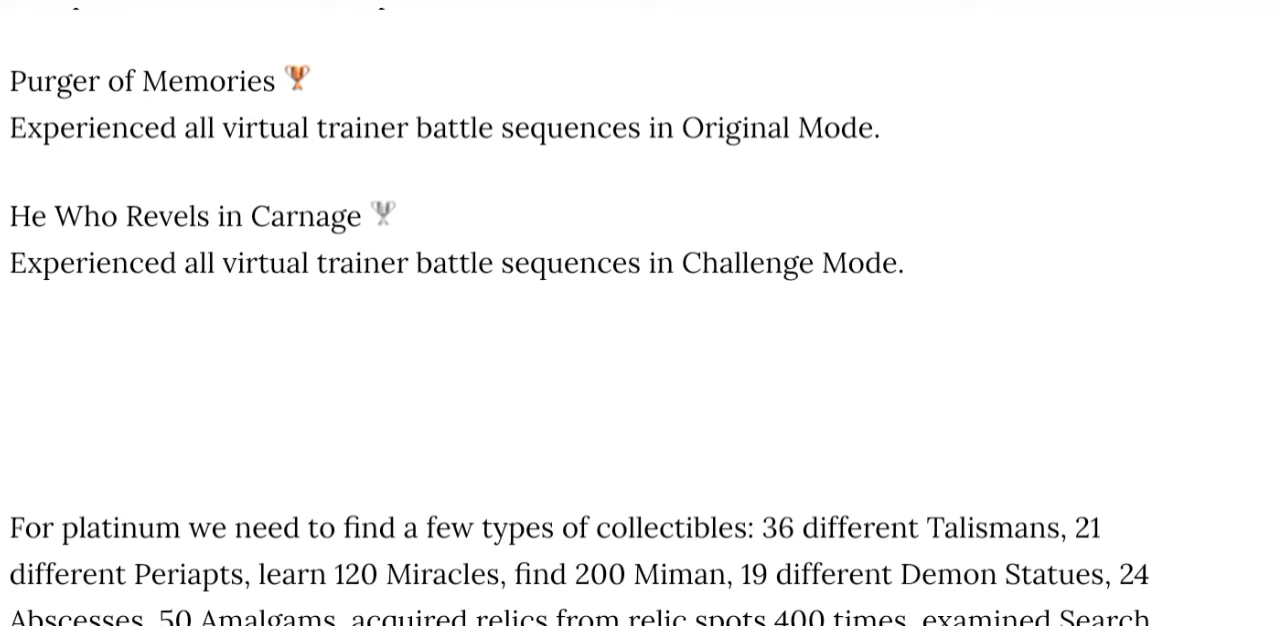 Purger of Memories 🏆
Experienced all virtual trainer battle sequences in Original Mode.
He Who Revels in Carnage 🏆
Experienced all virtual trainer battle sequences in Challenge Mode.
For platinum we need to find a few types of collectibles: 36 different Talismans, 21
different Periapts, learn 120 Miracles, find 200 Miman, 19 different Demon Statues, 24
Abscesses, 50 Amalgams, acquired relics from relic spots 400 times, examined Search